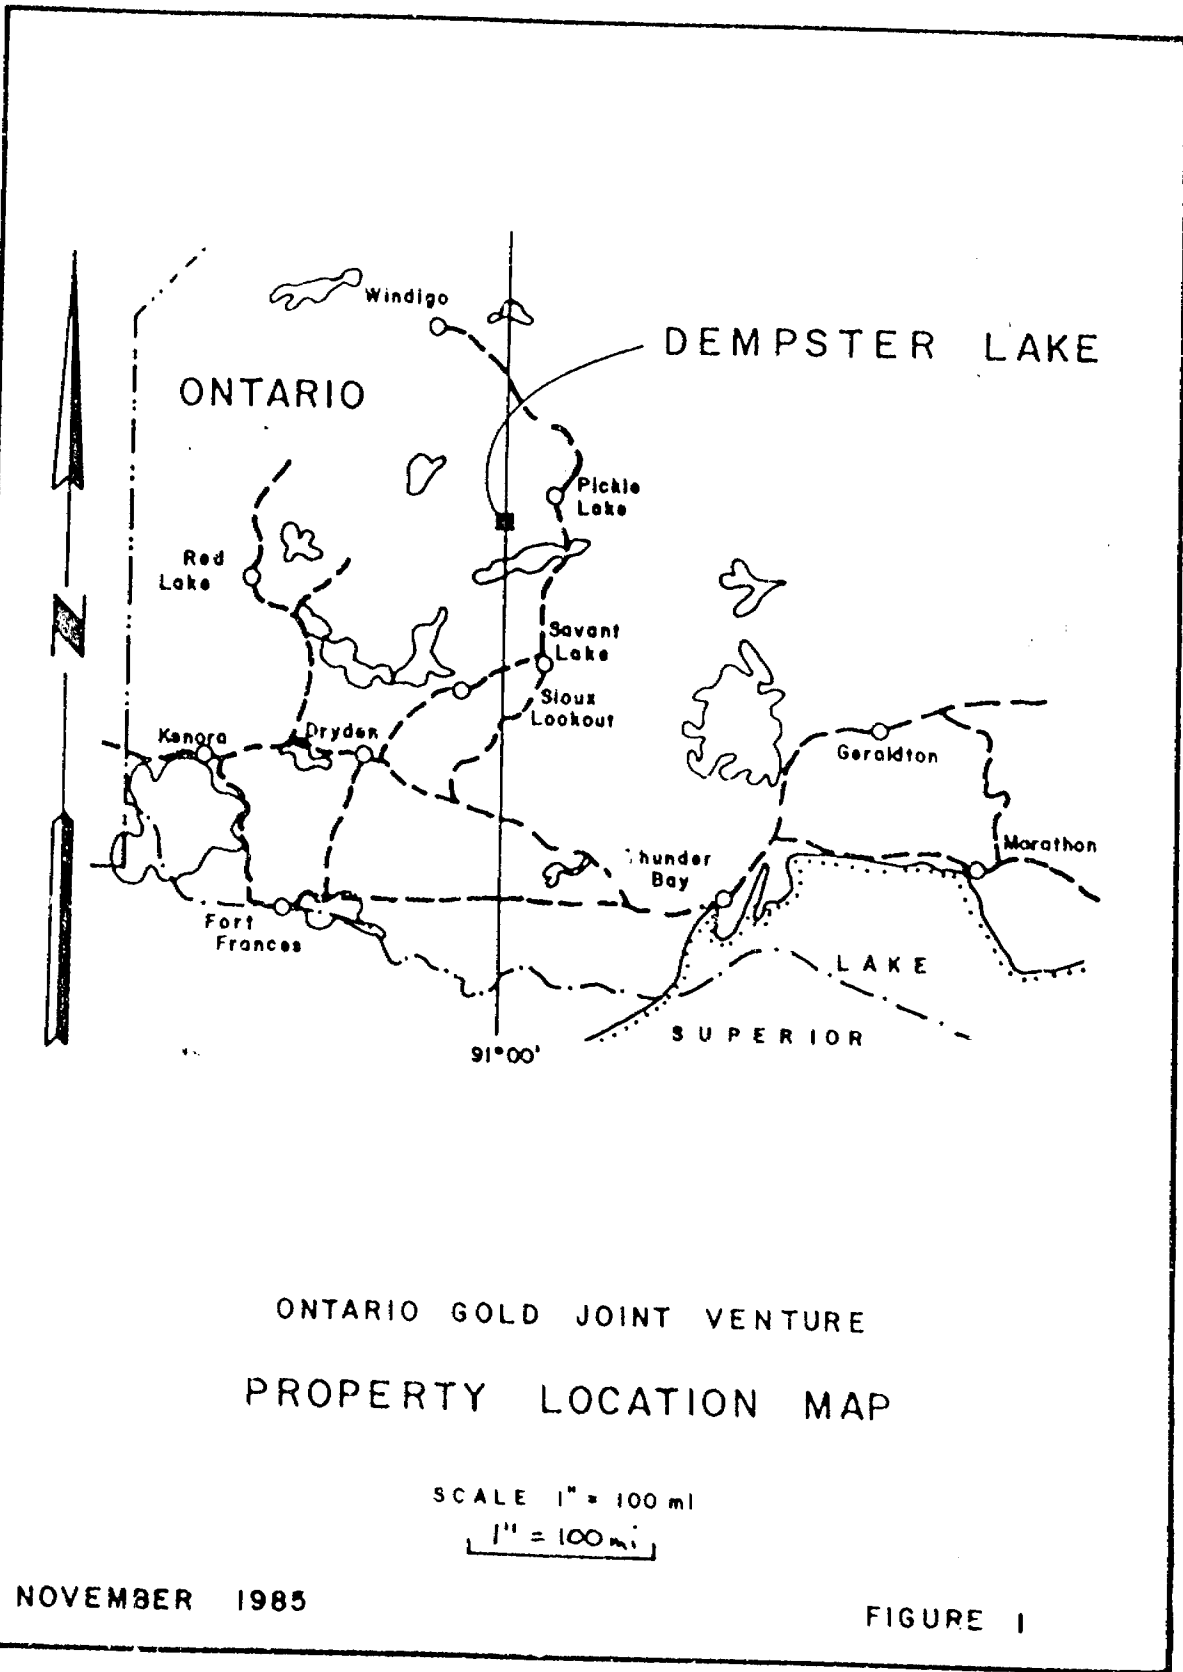 Windigo
DEMPSTER LAKE
ONTARIO
Pickle
Lake
Red
Lake
Savant
Lake
Sioux
Lookout
Kenora
Dryden
Geraldton
Marathon
Thunder
Bay
Fort
Frances
LAKE
SUPERIOR
91°00'
N
ONTARIO GOLD JOINT VENTURE
PROPERTY LOCATION MAP
SCALE 1" = 100 mi
1" = 100 mi
NOVEMBER 1985
FIGURE 1